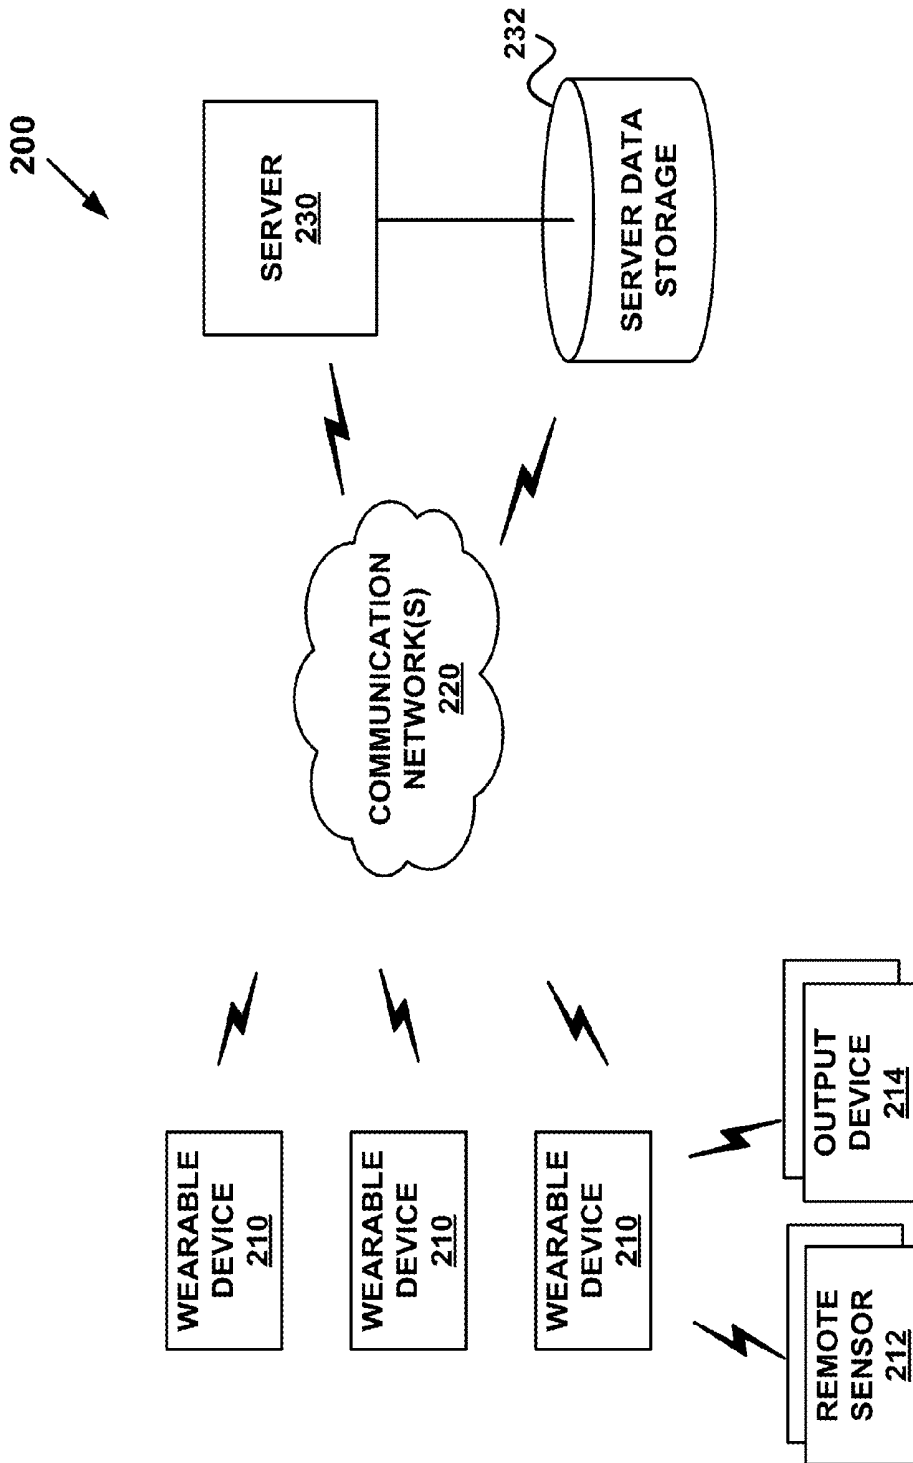 200
WEARABLE
DEVICE
210
WEARABLE
DEVICE
210
WEARABLE
DEVICE
210
REMOTE
SENSOR
212
OUTPUT
DEVICE
214
COMMUNICATION
NETWORK(S)
220
SERVER
230
232
SERVER DATA
STORAGE